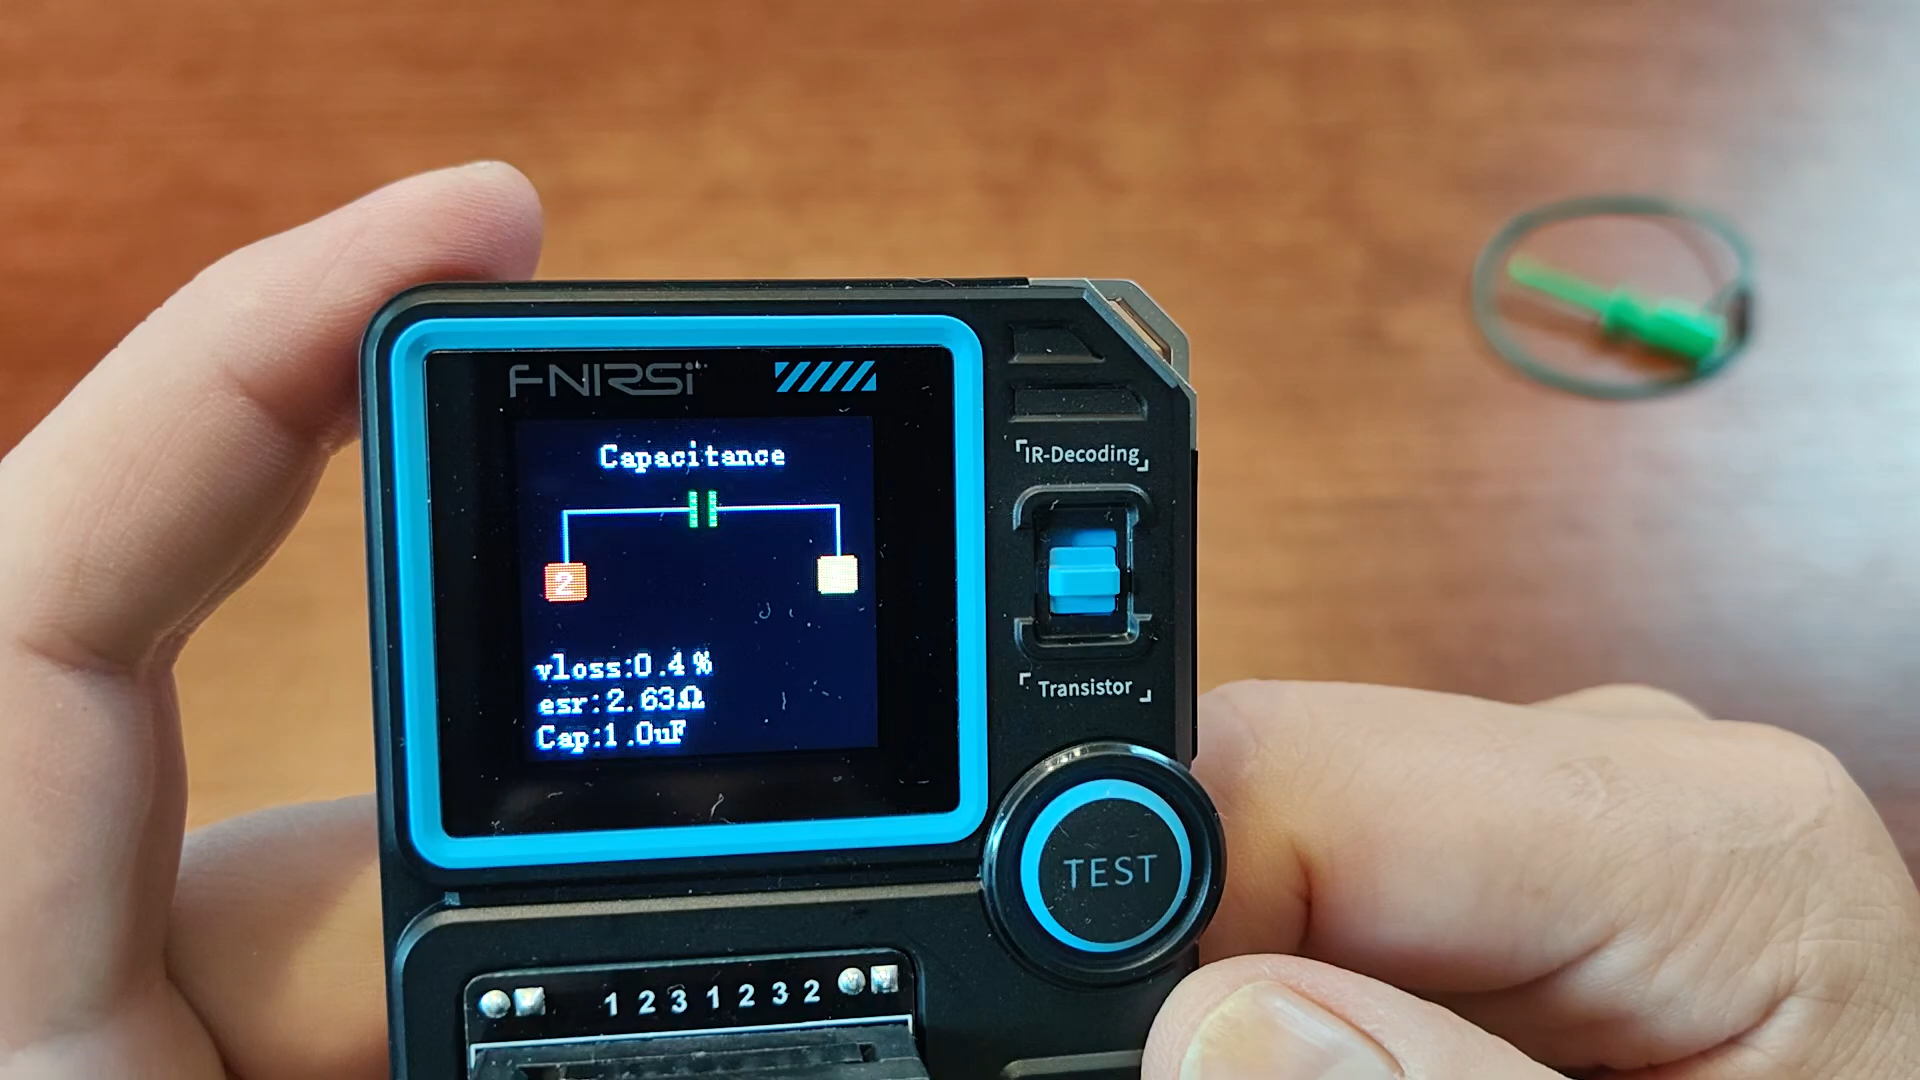 FNIRSI
Capacitance
2
vloss:0.4%
esr:2.63Ω
Cap:1.0uF
IR-Decoding
Transistor
TEST
1 2 3 1 2 3 2